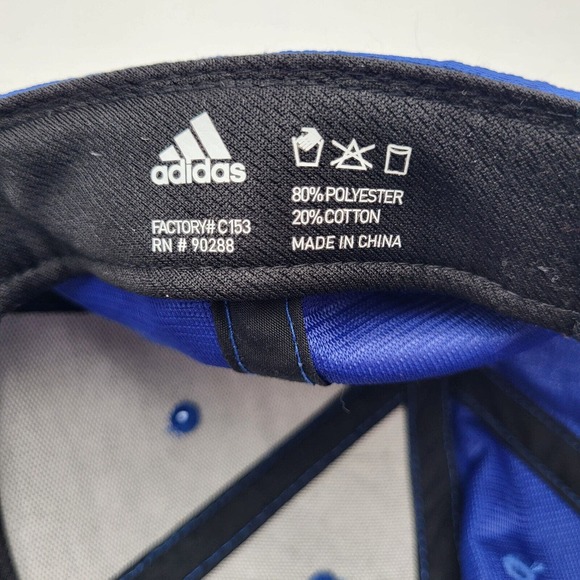 adidas
FACTORY# C153
RN # 90288
80% POLYESTER
20% COTTON
MADE IN CHINA